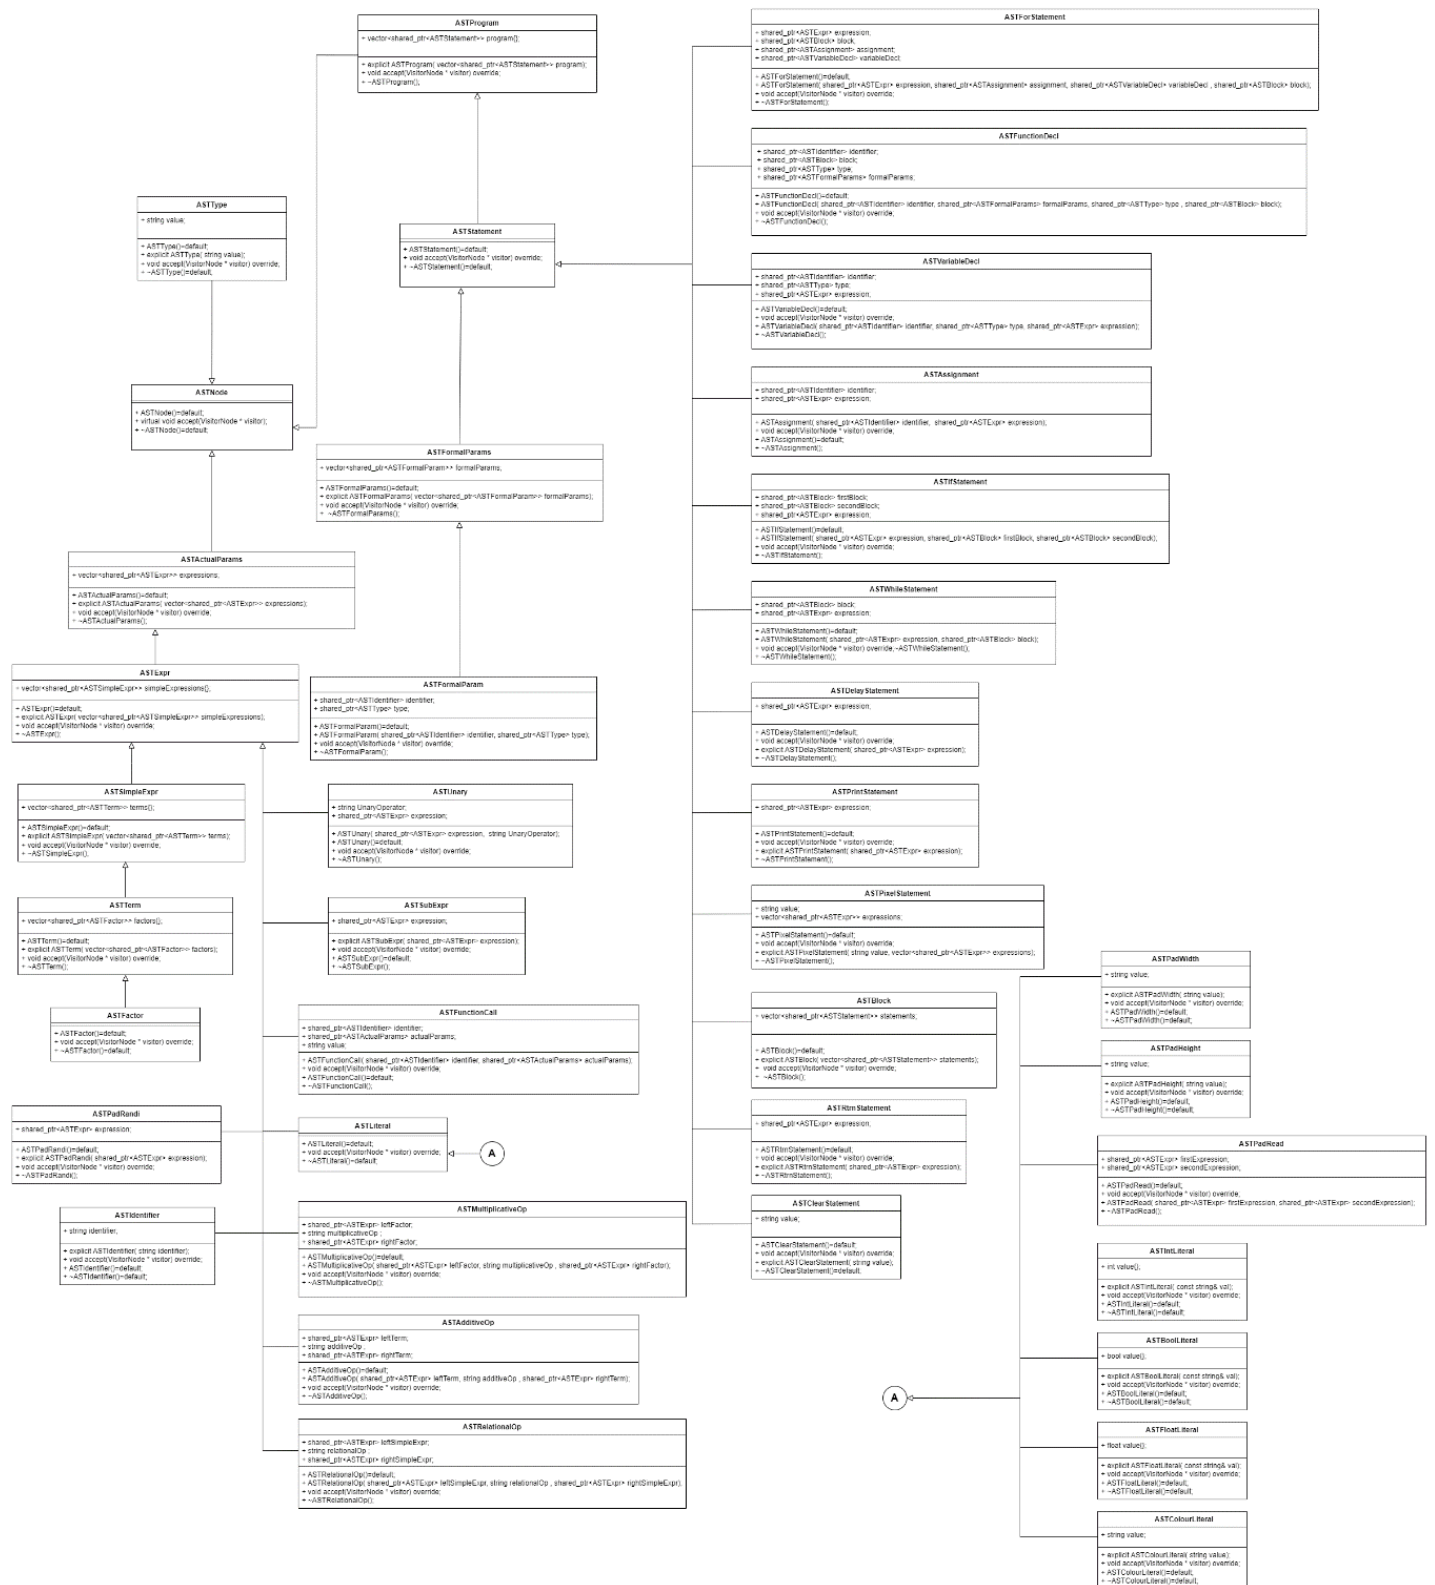 ASTProgram
+ vector<shared_ptr<ASTStatement>> program{};
+ explicit ASTProgram( vector<shared_ptr<ASTStatement>> program);
+ void accept(VisitorNode * visitor) override;
+ ~ASTProgram();
ASTType
+ string value;
+ ASTType()=default;
+ explicit ASTType( string value);
+ void accept(VisitorNode * visitor) override;
+ ~ASTType()=default;
ASTStatement
+ ASTStatement()=default;
+ void accept(VisitorNode * visitor) override;
+ ~ASTStatement()=default;
ASTNode
+ ASTNode()=default;
+ virtual void accept(VisitorNode * visitor);
+ ~ASTNode()=default;
ASTFormalParams
+ vector<shared_ptr<ASTFormalParam>> formalParams;
+ ASTFormalParams()=default;
+ explicit ASTFormalParams( vector<shared_ptr<ASTFormalParam>> formalParams);
+ void accept(VisitorNode * visitor) override;
+ ~ASTFormalParams();
ASTActualParams
+ vector<shared_ptr<ASTExpr>> expressions;
+ ASTActualParams()=default;
+ explicit ASTActualParams( vector<shared_ptr<ASTExpr>> expressions);
+ void accept(VisitorNode * visitor) override;
+ ~ASTActualParams();
ASTExpr
+ vector<shared_ptr<ASTSimpleExpr>> simpleExpressions{};
+ ASTExpr()=default;
+ explicit ASTExpr( vector<shared_ptr<ASTSimpleExpr>> simpleExpressions);
+ void accept(VisitorNode * visitor) override;
+ ~ASTExpr();
ASTFormalParam
+ shared_ptr<ASTIdentifier> identifier;
+ shared_ptr<ASTType> type;
+ ASTFormalParam()=default;
+ ASTFormalParam( shared_ptr<ASTIdentifier> identifier, shared_ptr<ASTType> type);
+ void accept(VisitorNode * visitor) override;
+ ~ASTFormalParam();
ASTSimpleExpr
+ vector<shared_ptr<ASTTerm>> terms{};
+ ASTSimpleExpr()=default;
+ explicit ASTSimpleExpr( vector<shared_ptr<ASTTerm>> terms);
+ void accept(VisitorNode * visitor) override;
+ ~ASTSimpleExpr();
ASTUnary
+ string UnaryOperator;
+ shared_ptr<ASTExpr> expression;
+ ASTUnary( shared_ptr<ASTExpr> expression, string UnaryOperator);
+ ASTUnary()=default;
+ void accept(VisitorNode * visitor) override;
+ ~ASTUnary();
ASTTerm
+ vector<shared_ptr<ASTFactor>> factors{};
+ ASTTerm()=default;
+ explicit ASTTerm( vector<shared_ptr<ASTFactor>> factors);
+ void accept(VisitorNode * visitor) override;
+ ~ASTTerm();
ASTSubExpr
+ shared_ptr<ASTExpr> expression;
+ explicit ASTSubExpr( shared_ptr<ASTExpr> expression);
+ void accept(VisitorNode * visitor) override;
+ ASTSubExpr()=default;
+ ~ASTSubExpr();
ASTFactor
+ ASTFactor()=default;
+ void accept(VisitorNode * visitor) override;
+ ~ASTFactor()=default;
ASTFunctionCall
+ shared_ptr<ASTIdentifier> identifier;
+ shared_ptr<ASTActualParams> actualParams;
+ string value;
+ ASTFunctionCall( shared_ptr<ASTIdentifier> identifier, shared_ptr<ASTActualParams> actualParams);
+ void accept(VisitorNode * visitor) override;
+ ASTFunctionCall()=default;
+ ~ASTFunctionCall();
ASTPadRandi
+ shared_ptr<ASTExpr> expression;
+ ASTPadRandi()=default;
+ explicit ASTPadRandi( shared_ptr<ASTExpr> expression);
+ void accept(VisitorNode * visitor) override;
+ ~ASTPadRandi();
ASTLiteral
+ ASTLiteral()=default;
+ void accept(VisitorNode * visitor) override;
+ ~ASTLiteral()=default;
A
ASTIdentifier
+ string identifier;
+ explicit ASTIdentifier( string identifier);
+ void accept(VisitorNode * visitor) override;
+ ASTIdentifier()=default;
+ ~ASTIdentifier()=default;
ASTMultiplicativeOp
+ shared_ptr<ASTExpr> leftFactor;
+ string multiplicativeOp ;
+ shared_ptr<ASTExpr> rightFactor;
+ ASTMultiplicativeOp()=default;
+ ASTMultiplicativeOp( shared_ptr<ASTExpr> leftFactor, string multiplicativeOp , shared_ptr<ASTExpr> rightFactor);
+ void accept(VisitorNode * visitor) override;
+ ~ASTMultiplicativeOp();
ASTAdditiveOp
+ shared_ptr<ASTExpr> leftTerm;
+ string additiveOp ;
+ shared_ptr<ASTExpr> rightTerm;
+ ASTAdditiveOp()=default;
+ ASTAdditiveOp( shared_ptr<ASTExpr> leftTerm, string additiveOp , shared_ptr<ASTExpr> rightTerm);
+ void accept(VisitorNode * visitor) override;
+ ~ASTAdditiveOp();
ASTRelationalOp
+ shared_ptr<ASTExpr> leftSimpleExpr;
+ string relationalOp ;
+ shared_ptr<ASTExpr> rightSimpleExpr;
+ ASTRelationalOp()=default;
+ ASTRelationalOp( shared_ptr<ASTExpr> leftSimpleExpr, string relationalOp , shared_ptr<ASTExpr> rightSimpleExpr);
+ void accept(VisitorNode * visitor) override;
+ ~ASTRelationalOp();
ASTForStatement
+ shared_ptr<ASTExpr> expression;
+ shared_ptr<ASTBlock> block;
+ shared_ptr<ASTAssignment> assignment;
+ shared_ptr<ASTVariableDecl> variableDecl;
+ ASTForStatement()=default;
+ ASTForStatement( shared_ptr<ASTExpr> expression, shared_ptr<ASTAssignment> assignment, shared_ptr<ASTVariableDecl> variableDecl , shared_ptr<ASTBlock> block);
+ void accept(VisitorNode * visitor) override;
+ ~ASTForStatement();
ASTFunctionDecl
+ shared_ptr<ASTIdentifier> identifier;
+ shared_ptr<ASTBlock> block;
+ shared_ptr<ASTType> type;
+ shared_ptr<ASTFormalParams> formalParams;
+ ASTFunctionDecl()=default;
+ ASTFunctionDecl( shared_ptr<ASTIdentifier> identifier, shared_ptr<ASTFormalParams> formalParams, shared_ptr<ASTType> type , shared_ptr<ASTBlock> block);
+ void accept(VisitorNode * visitor) override;
+ ~ASTFunctionDecl();
ASTVariableDecl
+ shared_ptr<ASTIdentifier> identifier;
+ shared_ptr<ASTType> type;
+ shared_ptr<ASTExpr> expression;
+ ASTVariableDecl()=default;
+ void accept(VisitorNode * visitor) override;
+ ASTVariableDecl( shared_ptr<ASTIdentifier> identifier, shared_ptr<ASTType> type, shared_ptr<ASTExpr> expression);
+ ~ASTVariableDecl();
ASTAssignment
+ shared_ptr<ASTIdentifier> identifier;
+ shared_ptr<ASTExpr> expression;
+ ASTAssignment( shared_ptr<ASTIdentifier> identifier, shared_ptr<ASTExpr> expression);
+ void accept(VisitorNode * visitor) override;
+ ASTAssignment()=default;
+ ~ASTAssignment();
ASTIfStatement
+ shared_ptr<ASTBlock> firstBlock;
+ shared_ptr<ASTBlock> secondBlock;
+ shared_ptr<ASTExpr> expression;
+ ASTIfStatement()=default;
+ ASTIfStatement( shared_ptr<ASTExpr> expression, shared_ptr<ASTBlock> firstBlock, shared_ptr<ASTBlock> secondBlock);
+ void accept(VisitorNode * visitor) override;
+ ~ASTIfStatement();
ASTWhileStatement
+ shared_ptr<ASTBlock> block;
+ shared_ptr<ASTExpr> expression;
+ ASTWhileStatement()=default;
+ ASTWhileStatement( shared_ptr<ASTExpr> expression, shared_ptr<ASTBlock> block);
+ void accept(VisitorNode * visitor) override;~ASTWhileStatement();
+ ~ASTWhileStatement();
ASTDelayStatement
+ shared_ptr<ASTExpr> expression;
+ ASTDelayStatement()=default;
+ void accept(VisitorNode * visitor) override;
+ explicit ASTDelayStatement( shared_ptr<ASTExpr> expression);
+ ~ASTDelayStatement();
ASTPrintStatement
+ shared_ptr<ASTExpr> expression;
+ ASTPrintStatement()=default;
+ void accept(VisitorNode * visitor) override;
+ explicit ASTPrintStatement( shared_ptr<ASTExpr> expression);
+ ~ASTPrintStatement();
ASTPixelStatement
+ string value;
+ vector<shared_ptr<ASTExpr>> expressions;
+ ASTPixelStatement()=default;
+ void accept(VisitorNode * visitor) override;
+ explicit ASTPixelStatement( string value, vector<shared_ptr<ASTExpr>> expressions);
+ ~ASTPixelStatement();
ASTBlock
+ vector<shared_ptr<ASTStatement>> statements;
+ ASTBlock()=default;
+ explicit ASTBlock( vector<shared_ptr<ASTStatement>> statements);
+ void accept(VisitorNode * visitor) override;
+ ~ASTBlock();
ASTRtrnStatement
+ shared_ptr<ASTExpr> expression;
+ ASTRtrnStatement()=default;
+ void accept(VisitorNode * visitor) override;
+ explicit ASTRtrnStatement( shared_ptr<ASTExpr> expression);
+ ~ASTRtrnStatement();
ASTClearStatement
+ string value;
+ ASTClearStatement()=default;
+ void accept(VisitorNode * visitor) override;
+ explicit ASTClearStatement( string value);
+ ~ASTClearStatement()=default;
ASTPadWidth
+ string value;
+ explicit ASTPadWidth( string value);
+ void accept(VisitorNode * visitor) override;
+ ASTPadWidth()=default;
+ ~ASTPadWidth()=default;
ASTPadHeight
+ string value;
+ explicit ASTPadHeight( string value);
+ void accept(VisitorNode * visitor) override;
+ ASTPadHeight()=default;
+ ~ASTPadHeight()=default;
ASTPadRead
+ shared_ptr<ASTExpr> firstExpression;
+ shared_ptr<ASTExpr> secondExpression;
+ ASTPadRead()=default;
+ void accept(VisitorNode * visitor) override;
+ ASTPadRead( shared_ptr<ASTExpr> firstExpression, shared_ptr<ASTExpr> secondExpression);
+ ~ASTPadRead();
ASTIntLiteral
+ int value{};
+ explicit ASTIntLiteral( const string& val);
+ void accept(VisitorNode * visitor) override;
+ ASTIntLiteral()=default;
+ ~ASTIntLiteral()=default;
ASTBoolLiteral
+ bool value{};
+ explicit ASTBoolLiteral( const string& val);
+ void accept(VisitorNode * visitor) override;
+ ASTBoolLiteral()=default;
+ ~ASTBoolLiteral()=default;
A
ASTFloatLiteral
+ float value{};
+ explicit ASTFloatLiteral( const string& val);
+ void accept(VisitorNode * visitor) override;
+ ASTFloatLiteral()=default;
+ ~ASTFloatLiteral()=default;
ASTColourLiteral
+ string value;
+ explicit ASTColourLiteral( string value);
+ void accept(VisitorNode * visitor) override;
+ ASTColourLiteral()=default;
+ ~ASTColourLiteral()=default;